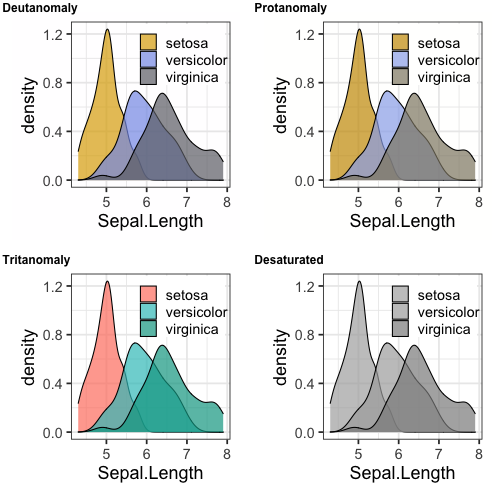 Deutanomaly
density
1.2
0.8
0.4
0.0
setosa
versicolor
virginica
5 6 7 8
Sepal.Length
Protanomaly
density
1.2
0.8
0.4
0.0
setosa
versicolor
virginica
5 6 7 8
Sepal.Length
Tritanomaly
density
1.2
0.8
0.4
0.0
setosa
versicolor
virginica
5 6 7 8
Sepal.Length
Desaturated
density
1.2
0.8
0.4
0.0
setosa
versicolor
virginica
5 6 7 8
Sepal.Length